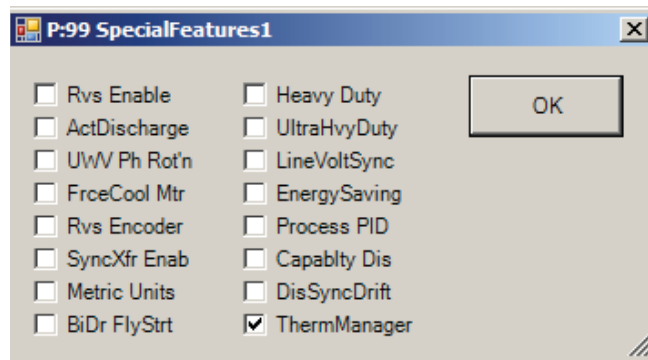 P:99 SpecialFeatures1
Rvs Enable
ActDischarge
UWV Ph Rot'n
FrceCool Mtr
Rvs Encoder
SyncXfr Enab
Metric Units
BiDr FlyStrt
Heavy Duty
UltraHvyDuty
LineVoltSync
EnergySaving
Process PID
Capablty Dis
DisSyncDrift
ThermManager
OK